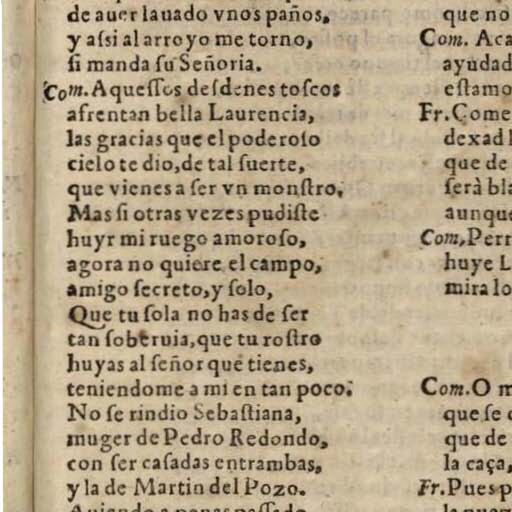 de auer lauado vnos paños,
y assi al arroyo me torno,
si manda su Señoria.
Com. Aquestos desdenes toscos
afrentan bella Laurencia,
las gracias que el poderoso
cielo te dio, de tal suerte,
que vienes a ser vn monstro,
Mas si otras vezes pudiste
huyr mi ruego amoroso,
agora no quiere el campo,
amigo secreto, y solo,
Que tu sola no has de ser
tan soberuia, que tu rostro
huyas al señor que tienes,
teniendome a mi en tan poco:
No se rindio Sebastiana,
muger de Pedro Redondo,
con ser casadas entrambas,
y la de Martin del Pozo.
que no
Com. Aca
ayudad
estamo
Fr. Come
dexad l
que de
serà bla
aunque
Com, Perr
huye L
mira lo
Com. O m
que se
que de
la caça,
Fr. Pues p